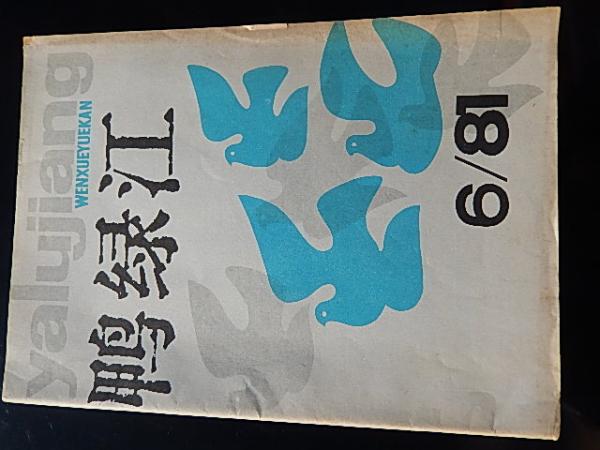 yalujiang
WENXUEYUEKAN
鸭绿江
6/81